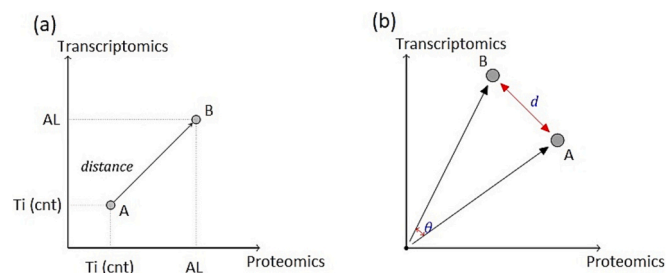 (a)
Transcriptomics
AL
B
distance
Ti (cnt)
A
Ti (cnt)
AL
Proteomics
(b)
Transcriptomics
B
d
A
θ
Proteomics